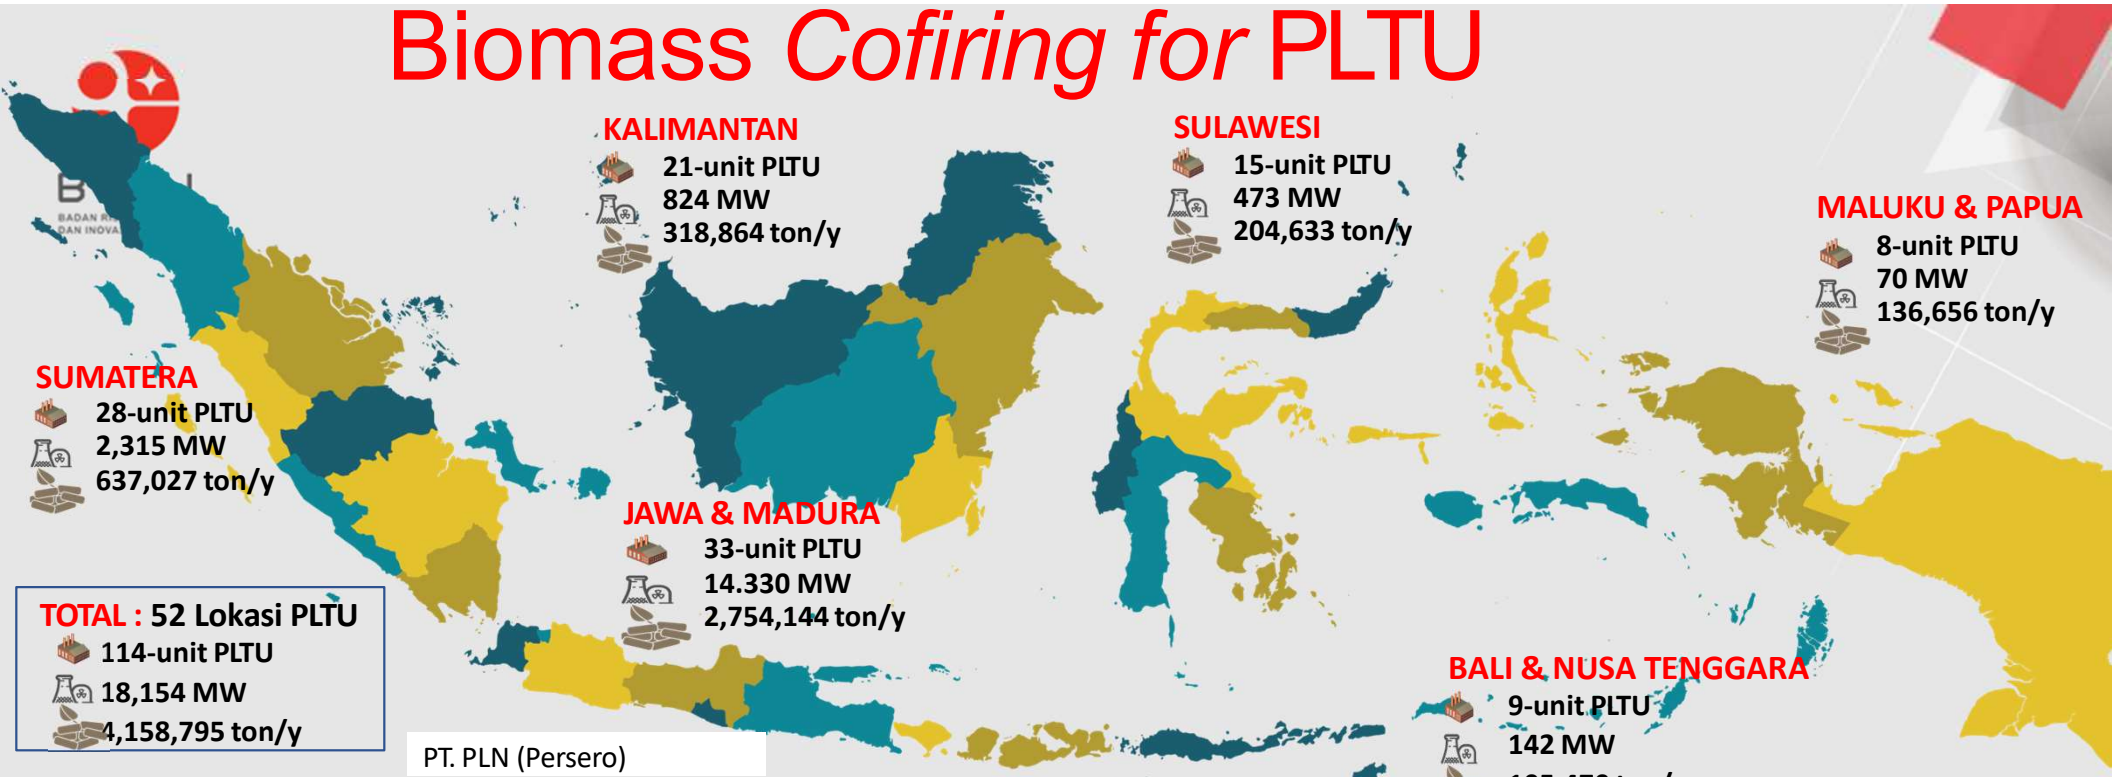 Biomass Cofiring for PLTU
BADAN
DAN INOVA
KALIMANTAN
21-unit PLTU
824 MW
318,864 ton/y
SULAWESI
15-unit PLTU
473 MW
204,633 ton/y
MALUKU & PAPUA
8-unit PLTU
70 MW
136,656 ton/y
SUMATERA
28-unit PLTU
2,315 MW
637,027 ton/y
JAWA & MADURA
33-unit PLTU
14.330 MW
2,754,144 ton/y
TOTAL : 52 Lokasi PLTU
114-unit PLTU
18,154 MW
4,158,795 ton/y
BALI & NUSA TENGGARA
9-unit PLTU
142 MW
PT. PLN (Persero)